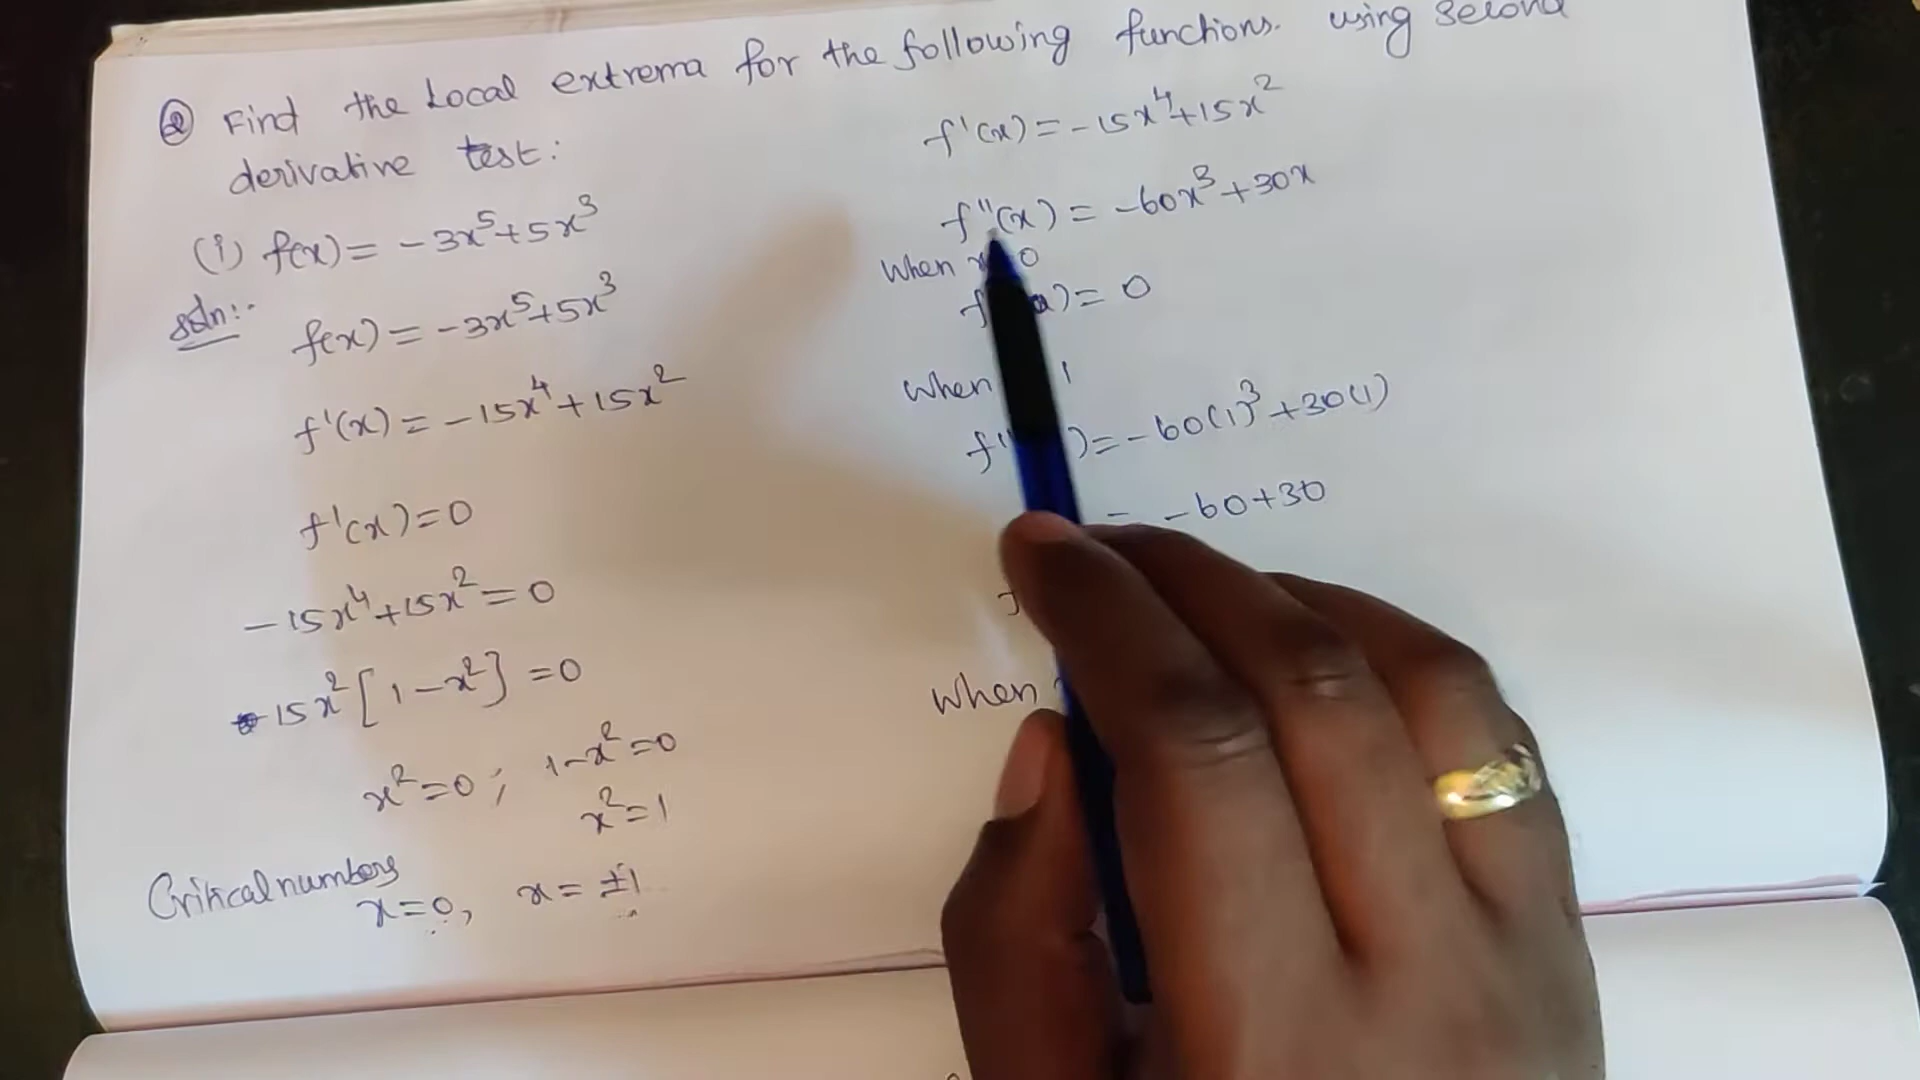 ② Find the Local extrema for the following functions. using second
derivative test:
(i) f(x) = -3x⁵+5x³
Soln:-
f(x) = -3x⁵+5x³
f'(x) = -15x⁴+15x²
f'(x)=0
-15x⁴+15x²=0
15x²[1-x²]=0
x²=0; 1-x²=0
x²=1
Critical numbers
x=0, x= ±1
f'(x) = -15x⁴+15x²
f''(x) = -60x³+30x
When 0
f )= 0
When 1
f' )= -60(1)³+30(1)
= -60+30
When